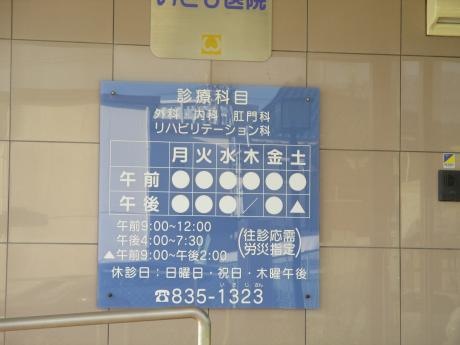 医院
診療科目
外科 内科・肛門科
リハビリテーション科
月 火 水 木 金 土
午前 ● ● ● ● ● ●
午後 ● ● ● ／ ● ▲
午前9:00~12:00
午後4:00~7:30
▲午前9:00~午後2:00
(往診応需 労災指定)
休診日：日曜日・祝日・木曜午後
☎835-1323